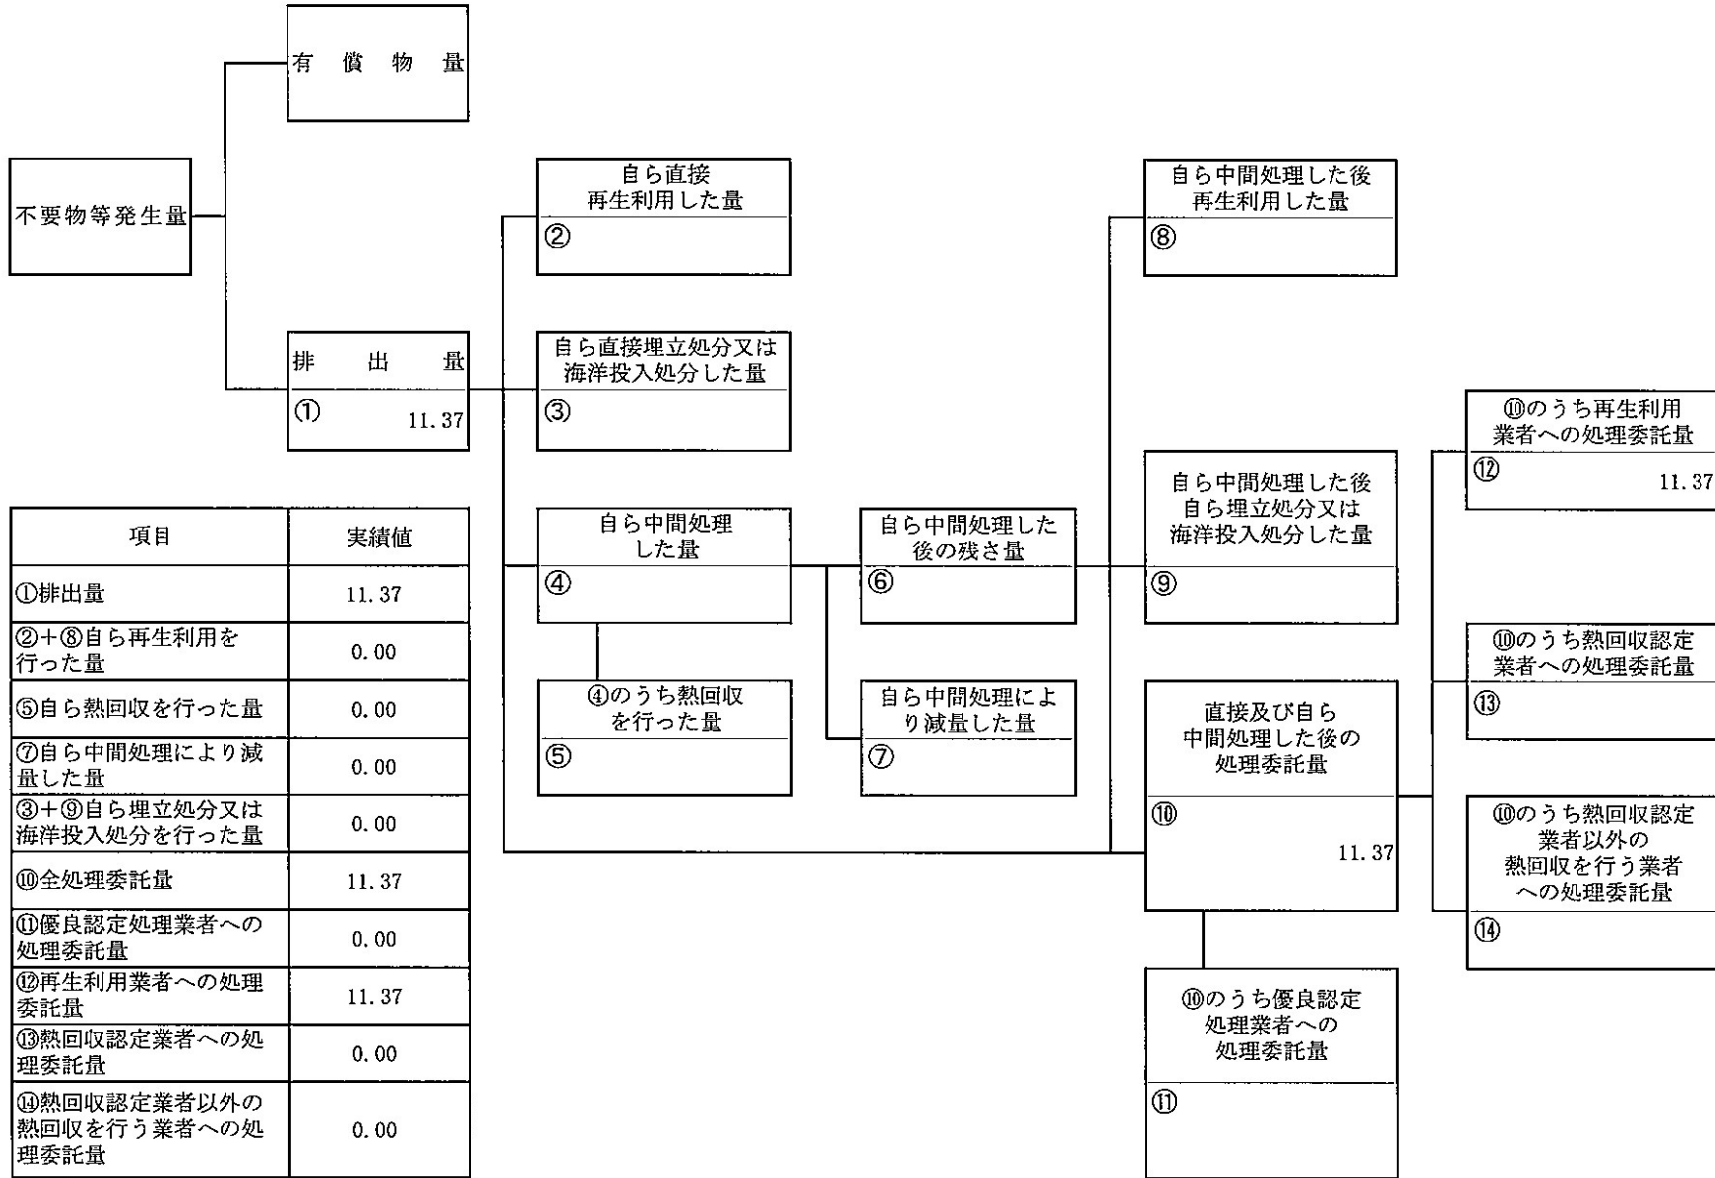 有償物量
不要物等発生量
排出量
① 11.37
自ら直接
再生利用した量
②
自ら直接埋立処分又は
海洋投入処分した量
③
自ら中間処理
した量
④
④のうち熱回収
を行った量
⑤
自ら中間処理した
後の残さ量
⑥
自ら中間処理によ
り減量した量
⑦
自ら中間処理した後
再生利用した量
⑧
自ら中間処理した後
自ら埋立処分又は
海洋投入処分した量
⑨
直接及び自ら
中間処理した後の
処理委託量
⑩
11.37
⑩のうち優良認定
処理業者への
処理委託量
⑪
⑩のうち再生利用
業者への処理委託量
⑫
11.37
⑩のうち熱回収認定
業者への処理委託量
⑬
⑩のうち熱回収認定
業者以外の
熱回収を行う業者
への処理委託量
⑭
項目 実績値
①排出量 11.37
②+⑧自ら再生利用を
行った量 0.00
⑤自ら熱回収を行った量 0.00
⑦自ら中間処理により減
量した量 0.00
③+⑨自ら埋立処分又は
海洋投入処分を行った量 0.00
⑩全処理委託量 11.37
⑪優良認定処理業者への
処理委託量 0.00
⑫再生利用業者への処理
委託量 11.37
⑬熱回収認定業者への処
理委託量 0.00
⑭熱回収認定業者以外の
熱回収を行う業者への処
理委託量 0.00